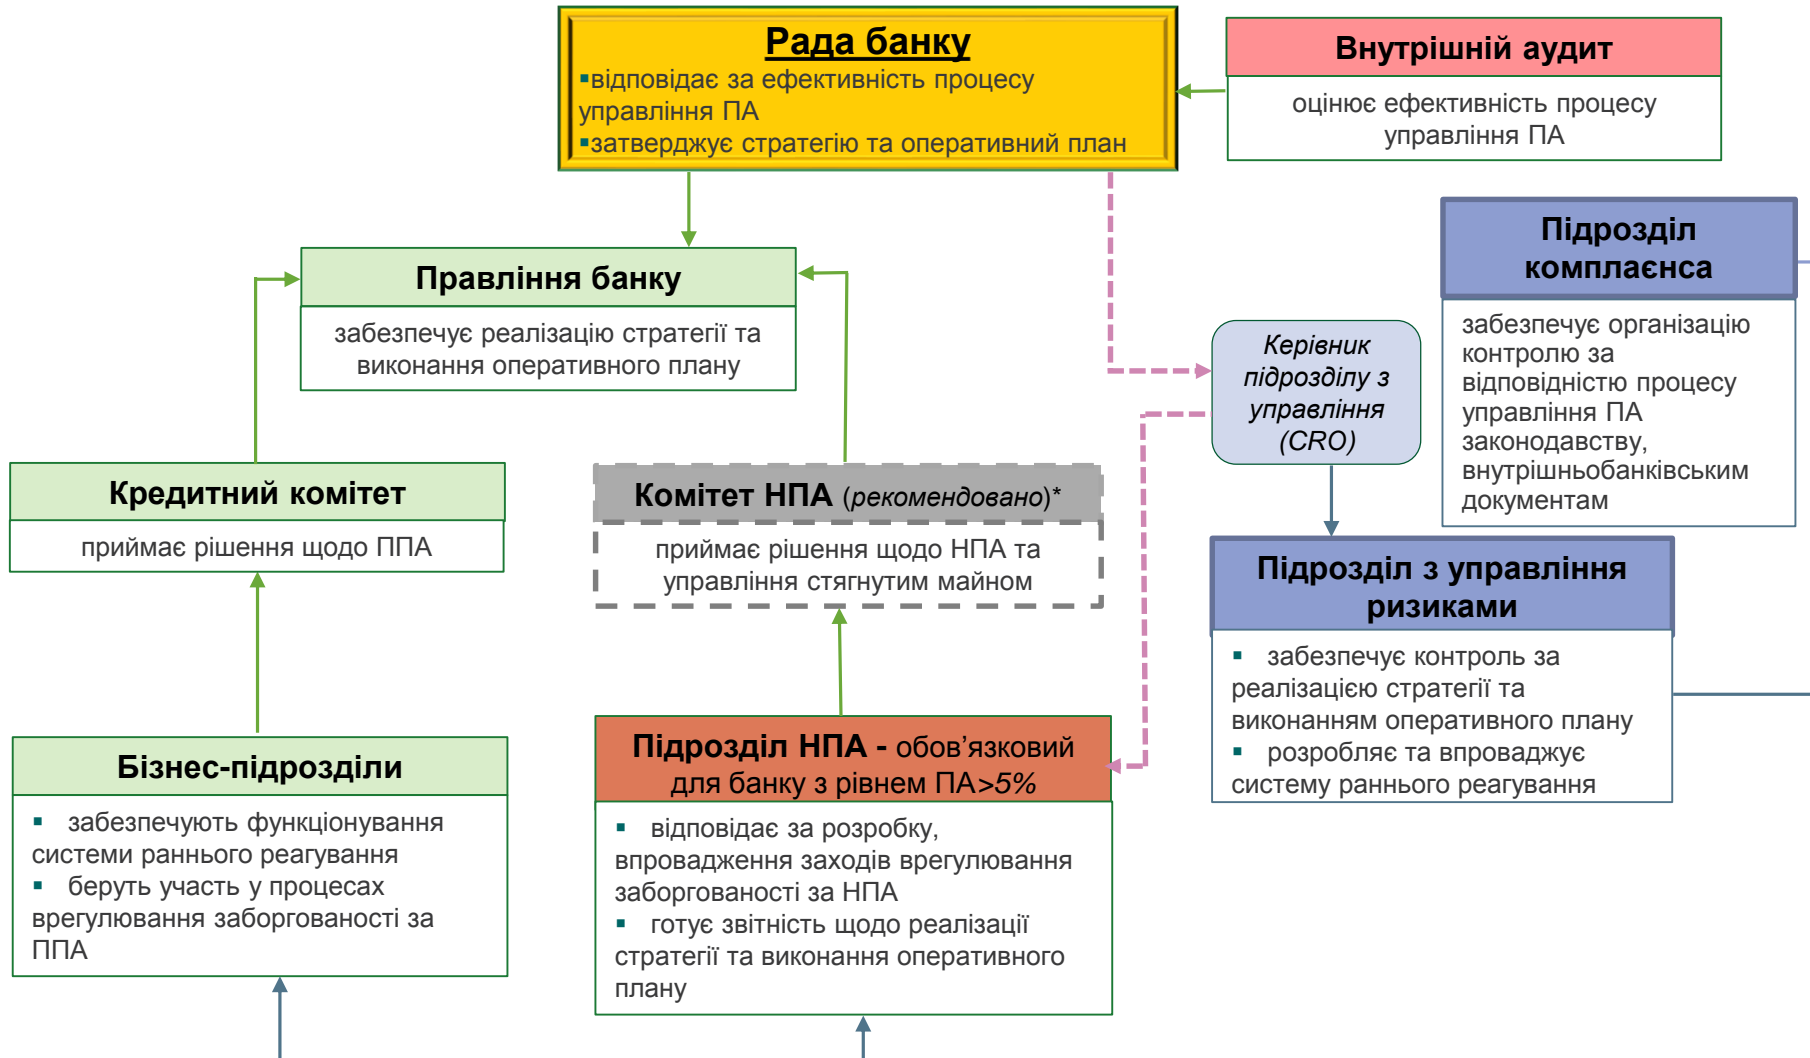 Рада банку
▪відповідає за ефективність процесу
управління ПА
▪затверджує стратегію та оперативний план
Внутрішній аудит
оцінює ефективність процесу
управління ПА
Правління банку
забезпечує реалізацію стратегії та
виконання оперативного плану
Підрозділ
комплаєнса
забезпечує організацію
контролю за
відповідністю процесу
управління ПА
законодавству,
внутрішньобанківським
документам
Керівник
підрозділу з
управління
(CRO)
Кредитний комітет
приймає рішення щодо ППА
Комітет НПА (рекомендовано)*
приймає рішення щодо НПА та
управління стягнутим майном
Підрозділ з управління
ризиками
▪ забезпечує контроль за
реалізацією стратегії та
виконанням оперативного плану
▪ розробляє та впроваджує
систему раннього реагування
Бізнес-підрозділи
▪ забезпечують функціонування
системи раннього реагування
▪ беруть участь у процесах
врегулювання заборгованості за
ППА
Підрозділ НПА - обов’язковий
для банку з рівнем ПА>5%
▪ відповідає за розробку,
впровадження заходів врегулювання
заборгованості за НПА
▪ готує звітність щодо реалізації
стратегії та виконання оперативного
плану